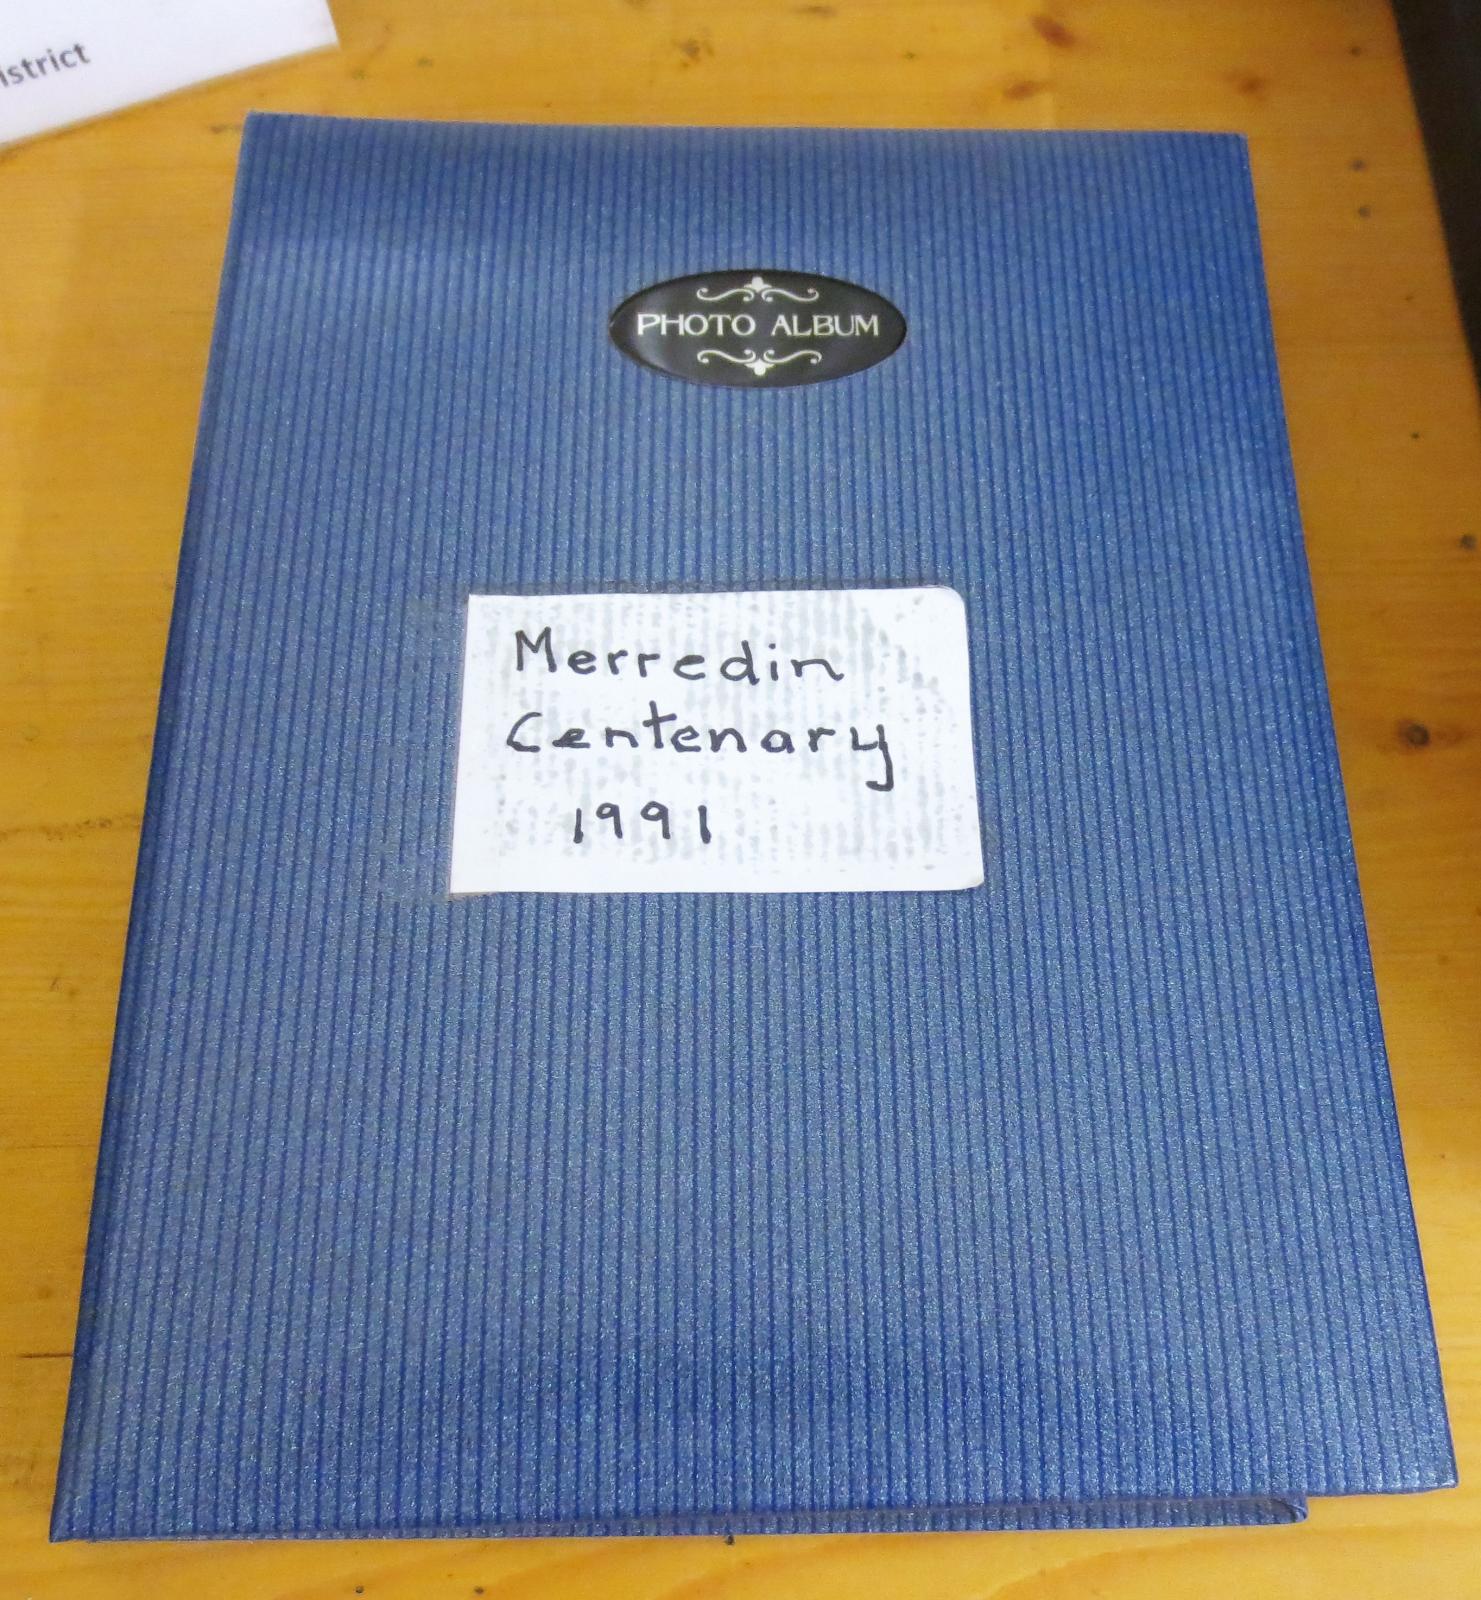 istrict
PHOTO ALBUM
Merredin
Centenary
1991